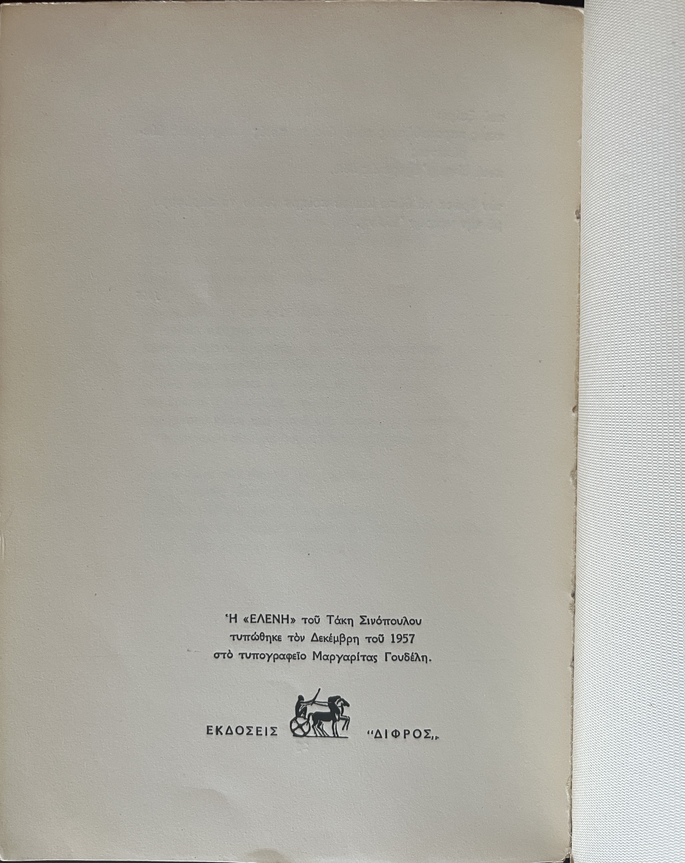 Ἡ «ΕΛΕΝΗ» τοῦ Τάκη Σινόπουλου
τυπώθηκε τὸν Δεκέμβρη τοῦ 1957
στὸ τυπογραφεῖο Μαργαρίτας Γουδέλη.
ΕΚΔΟΣΕΙΣ “ΔΙΦΡΟΣ„